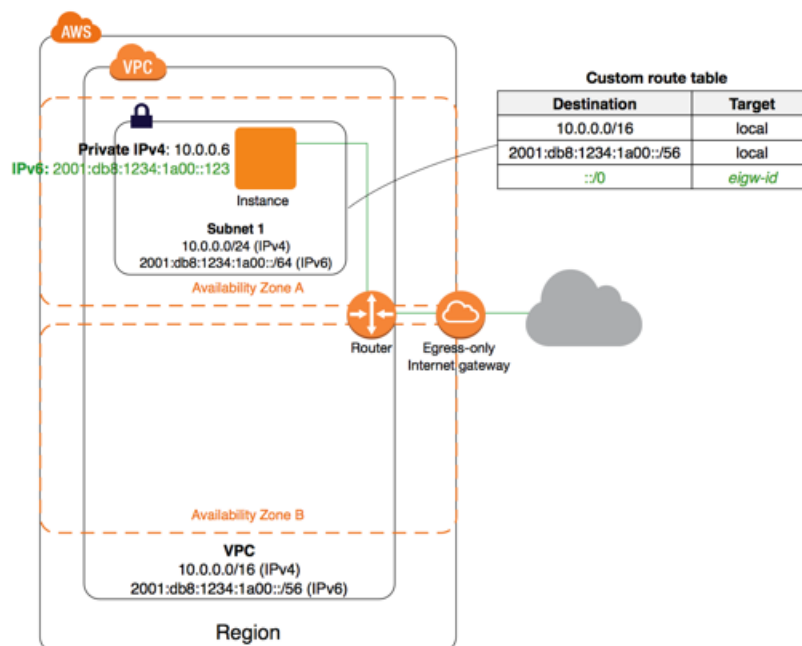 AWS
VPC
Custom route table
Destination Target
10.0.0.0/16 local
2001:db8:1234:1a00::/56 local
::/0 eigw-id
Private IPv4: 10.0.0.6
IPv6: 2001:db8:1234:1a00::123
Instance
Subnet 1
10.0.0.0/24 (IPv4)
2001:db8:1234:1a00::/64 (IPv6)
Availability Zone A
Router
Egress-only
Internet gateway
Availability Zone B
VPC
10.0.0.0/16 (IPv4)
2001:db8:1234:1a00::/56 (IPv6)
Region